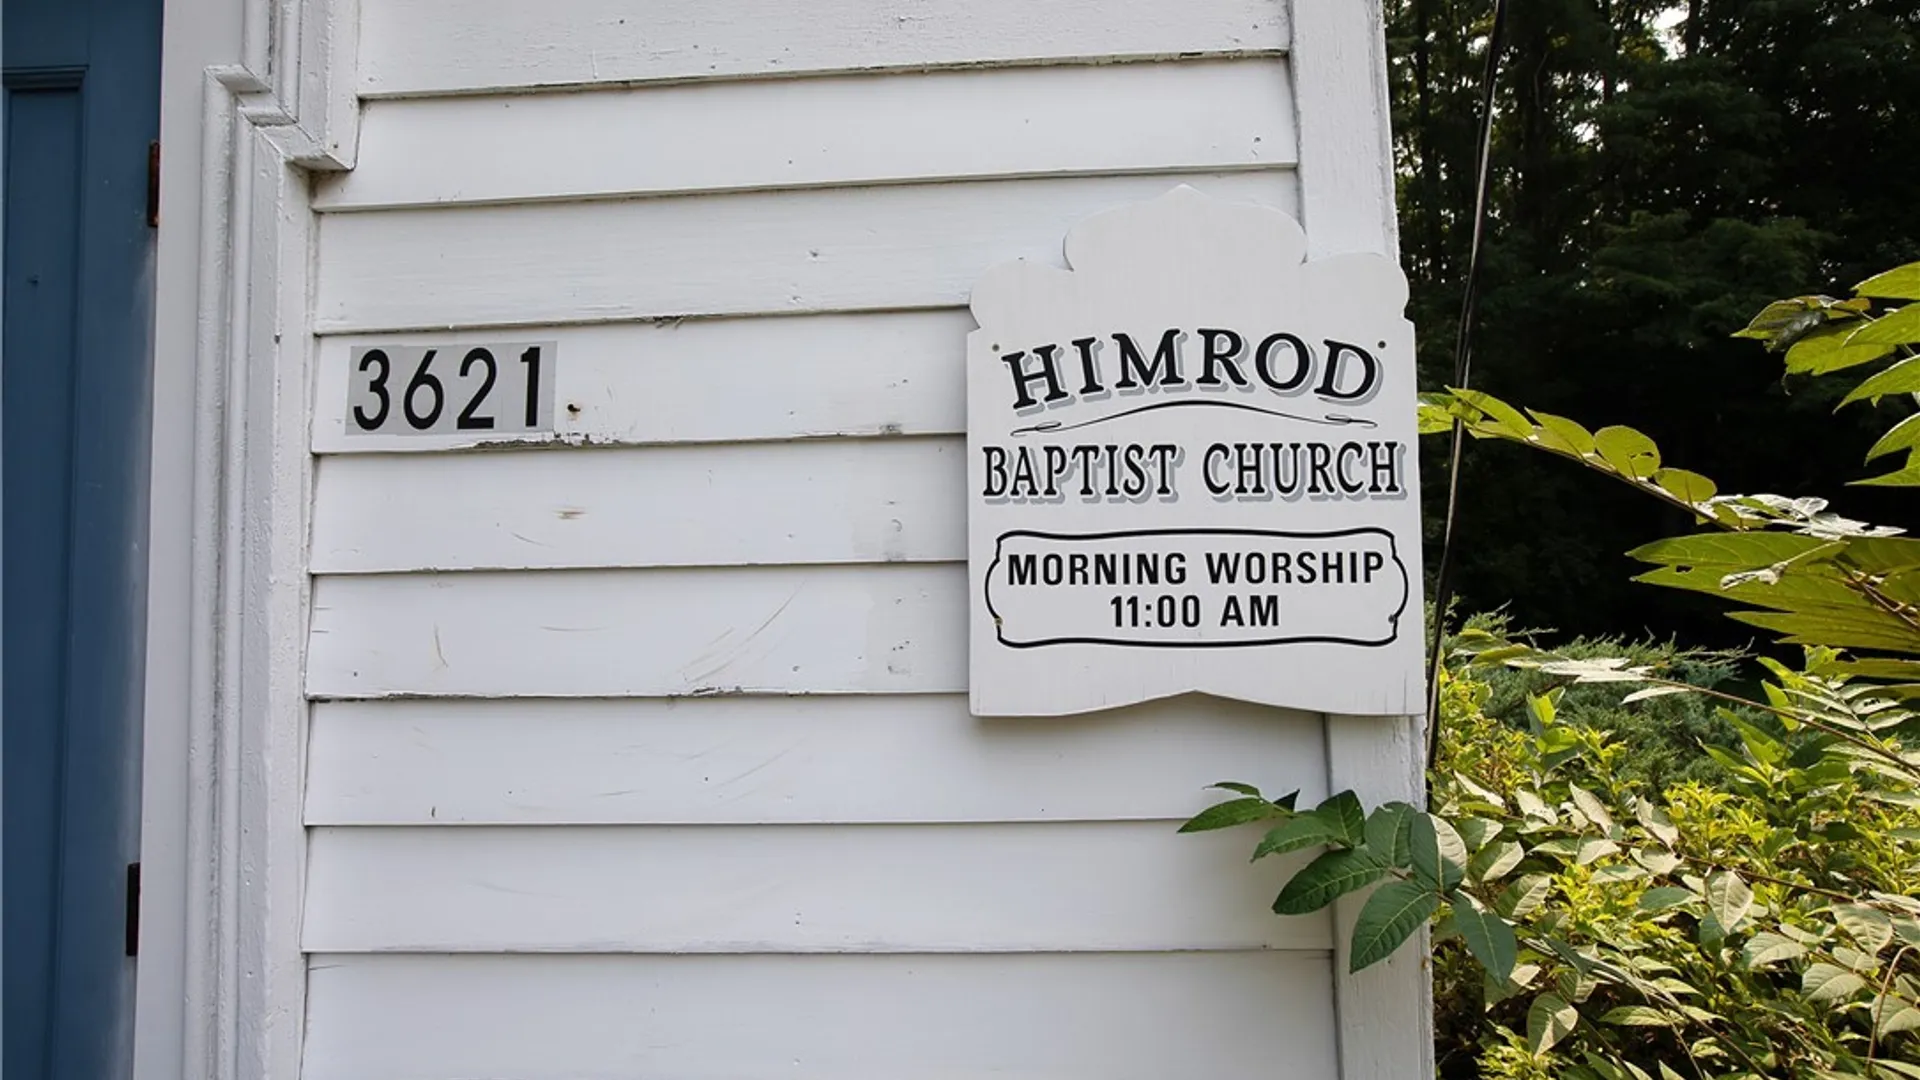 3621
HIMROD
BAPTIST CHURCH
MORNING WORSHIP
11:00 AM